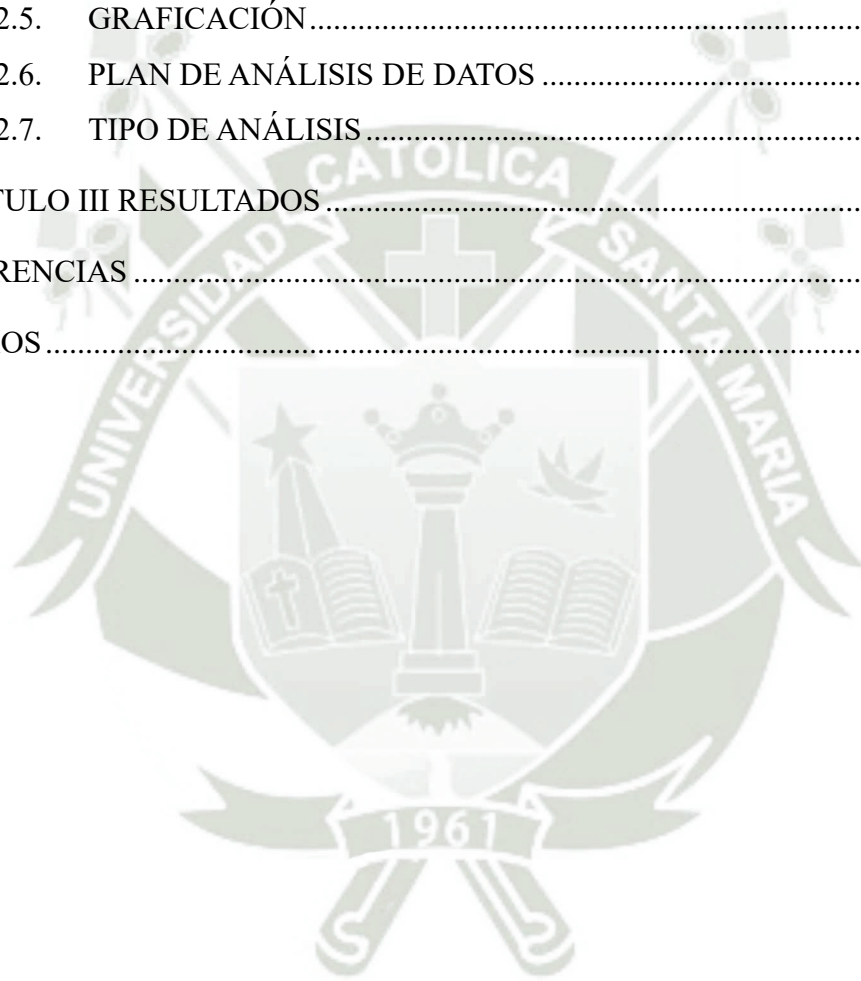 2.5. GRAFICACIÓN
2.6. PLAN DE ANÁLISIS DE DATOS
2.7. TIPO DE ANÁLISIS
TULO III RESULTADOS
RENCIAS
OS
UNIVERSIDAD CATOLICA SANTA MARIA
1961